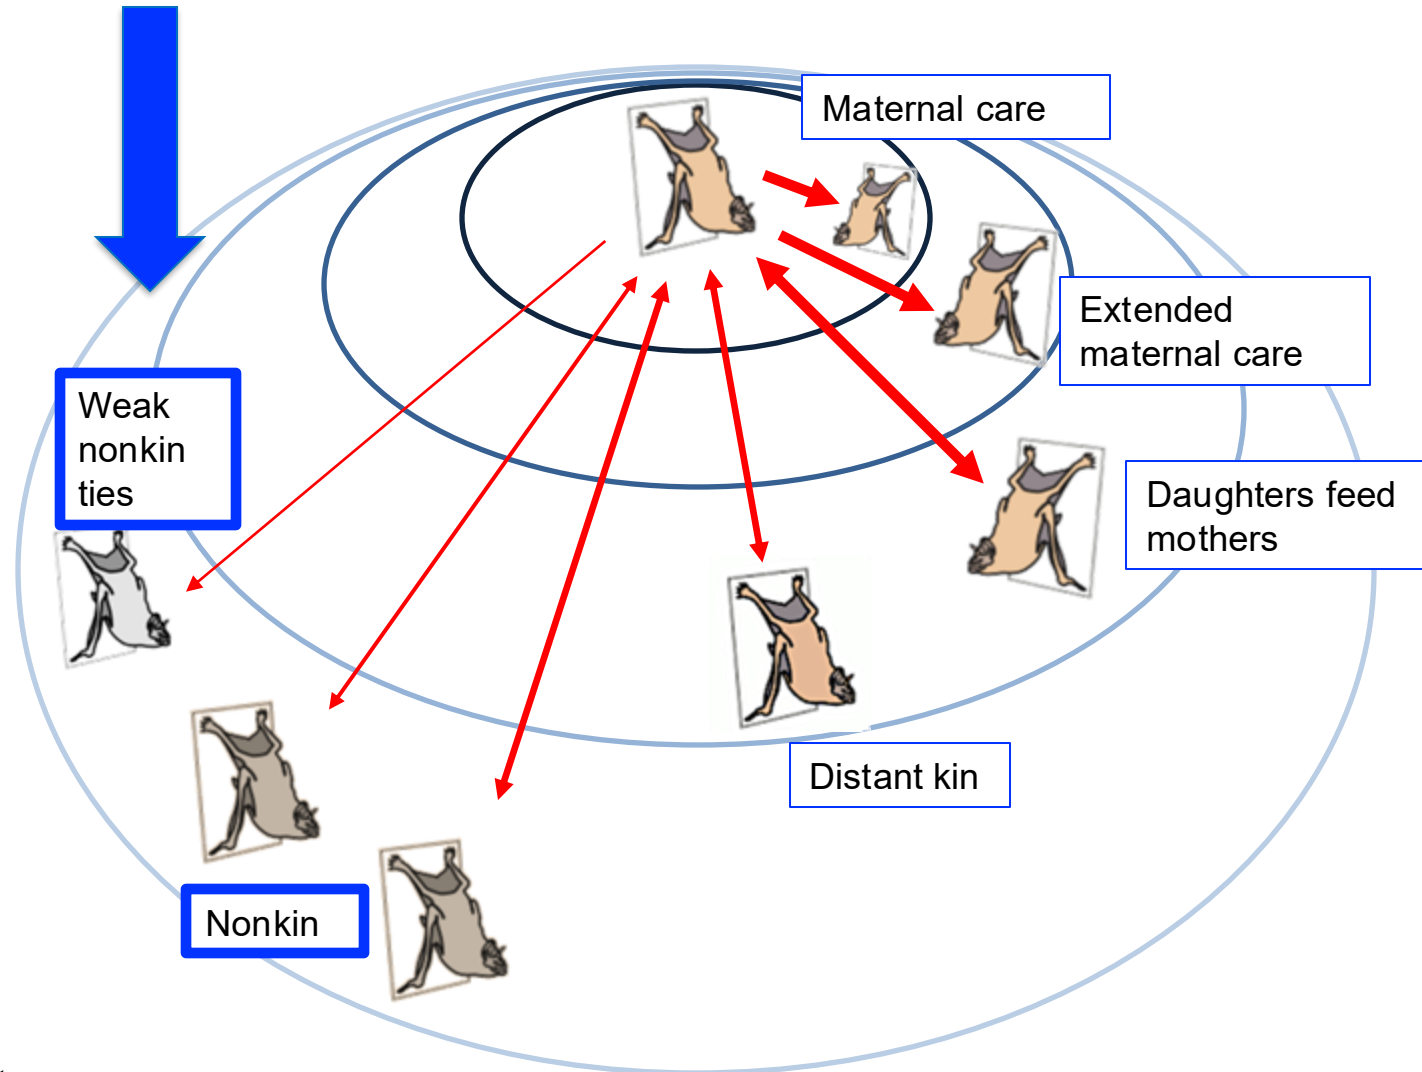 Maternal care
Extended
maternal care
Weak
nonkin
ties
Daughters feed
mothers
Distant kin
Nonkin